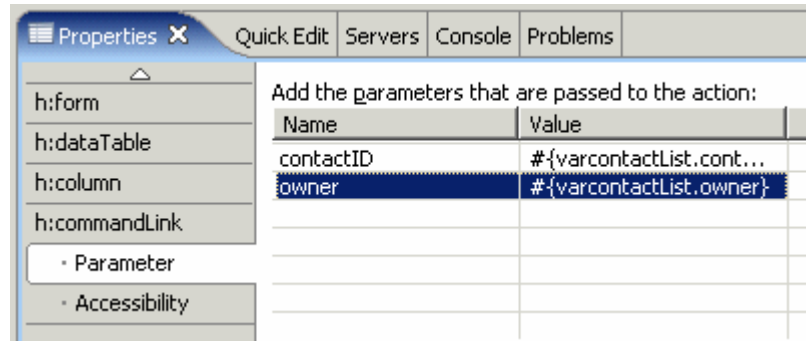 Properties Quick Edit Servers Console Problems
h:form
h:dataTable
h:column
h:commandLink
· Parameter
· Accessibility
Add the parameters that are passed to the action:
Name Value
contactID #{varcontactList.cont...
owner #{varcontactList.owner}